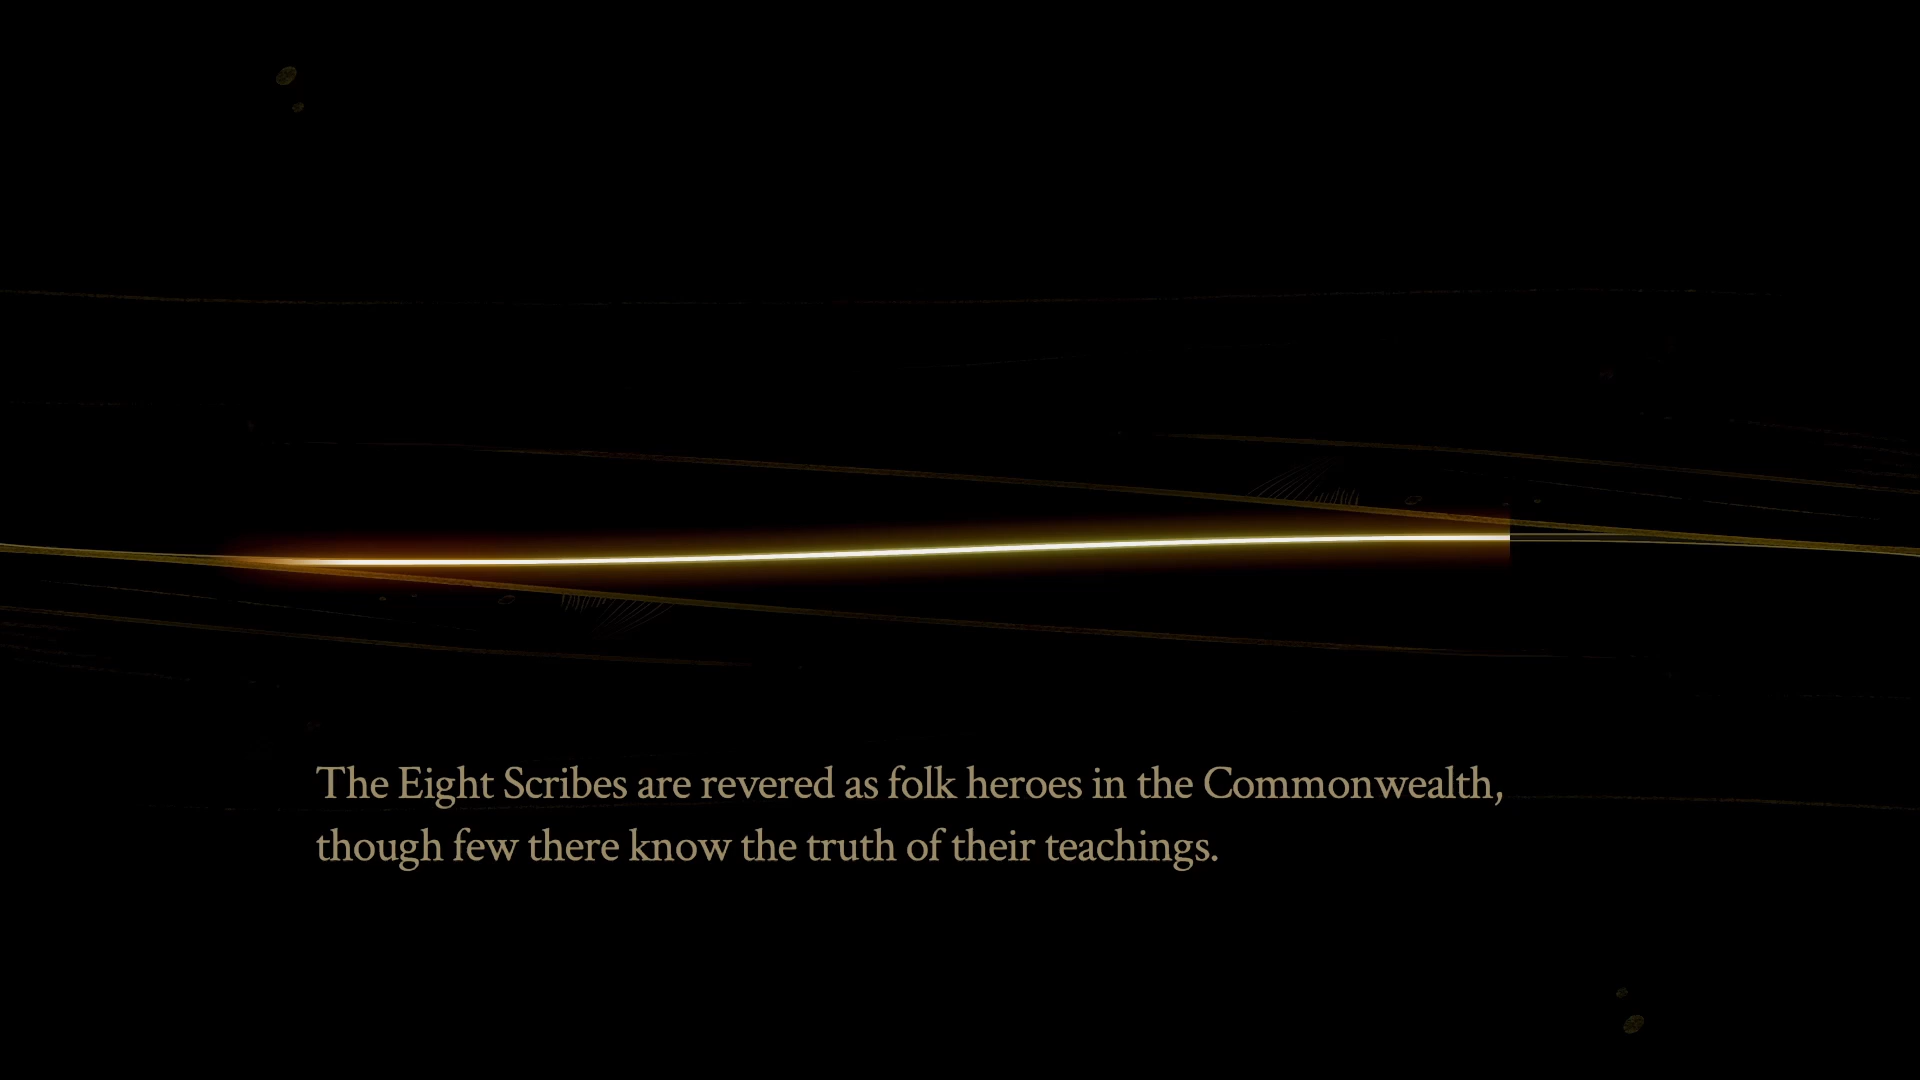 The Eight Scribes are revered as folk heroes in the Commonwealth,
though few there know the truth of their teachings.